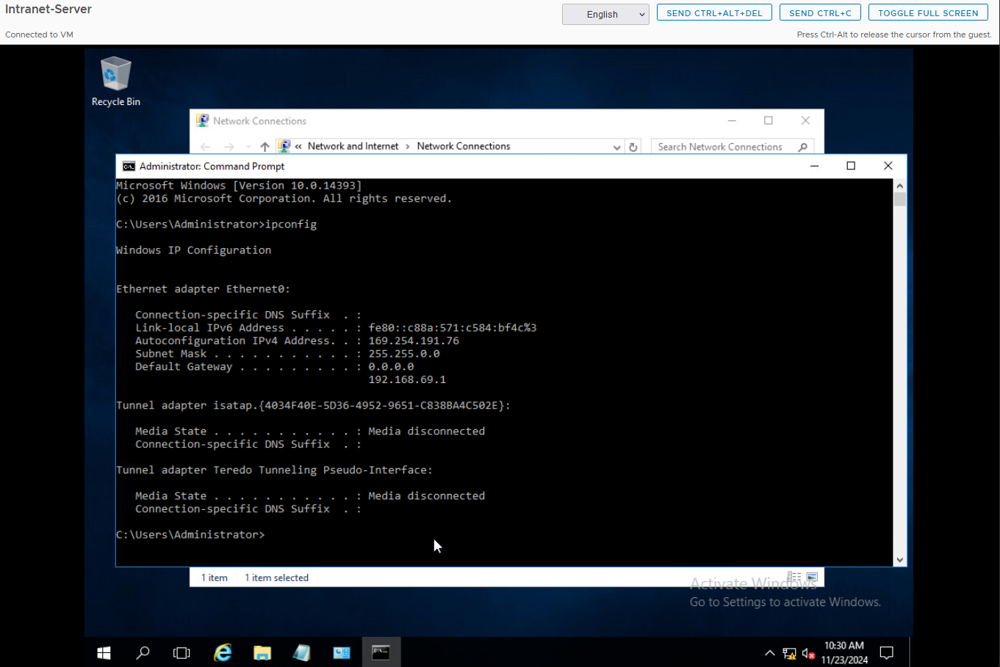 Intranet-Server
English
SEND CTRL+ALT+DEL
SEND CTRL+C
TOGGLE FULL SCREEN
Connected to VM
Press Ctrl-Alt to release the cursor from the guest.
Recycle Bin
Network Connections
« Network and Internet > Network Connections
Search Network Connections
Administrator: Command Prompt
Microsoft Windows [Version 10.0.14393]
(c) 2016 Microsoft Corporation. All rights reserved.
C:\Users\Administrator>ipconfig
Windows IP Configuration
Ethernet adapter Ethernet0:
Connection-specific DNS Suffix  . :
Link-local IPv6 Address . . . . . : fe80::c88a:571:c584:bf4c%3
Autoconfiguration IPv4 Address. . : 169.254.191.76
Subnet Mask . . . . . . . . . . . : 255.255.0.0
Default Gateway . . . . . . . . . : 0.0.0.0
192.168.69.1
Tunnel adapter isatap.{4034F40E-5D36-4952-9651-C838BA4C502E}:
Media State . . . . . . . . . . . : Media disconnected
Connection-specific DNS Suffix  . :
Tunnel adapter Teredo Tunneling Pseudo-Interface:
Media State . . . . . . . . . . . : Media disconnected
Connection-specific DNS Suffix  . :
C:\Users\Administrator>
1 item
1 item selected
Activate Windows
Go to Settings to activate Windows.
10:30 AM
11/23/2024